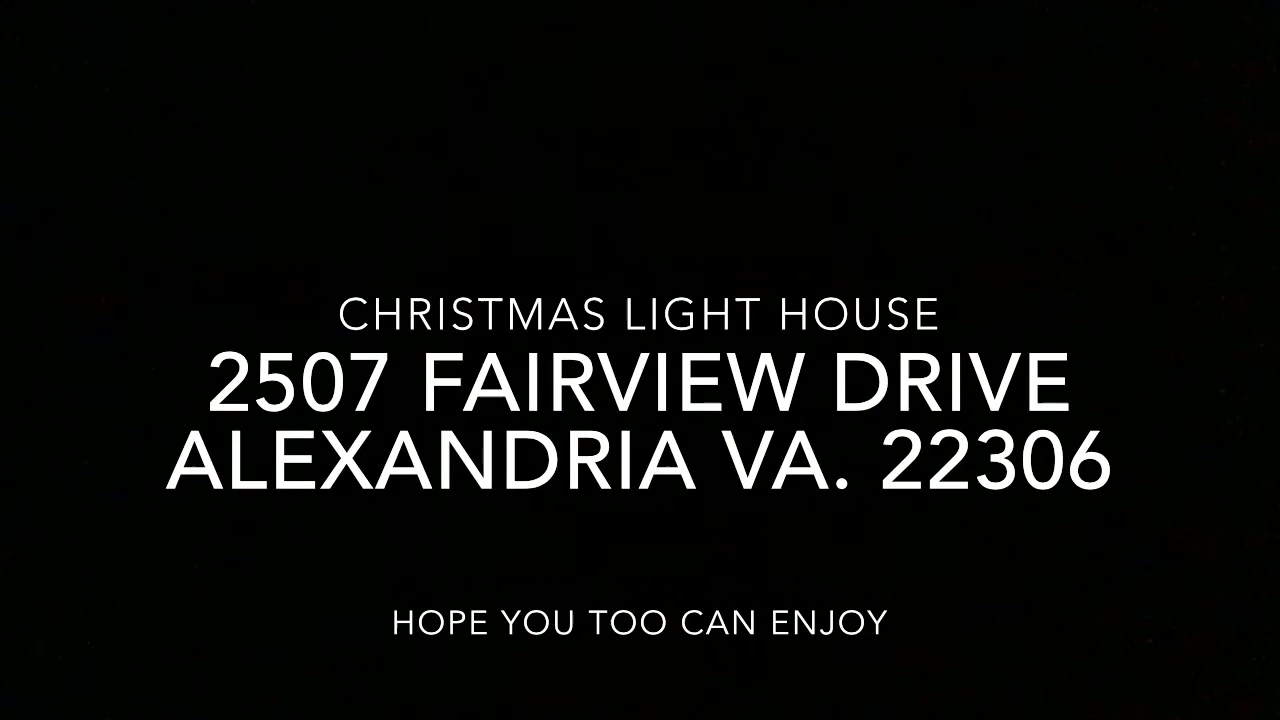 CHRISTMAS LIGHT HOUSE
2507 FAIRVIEW DRIVE
ALEXANDRIA VA. 22306
HOPE YOU TOO CAN ENJOY